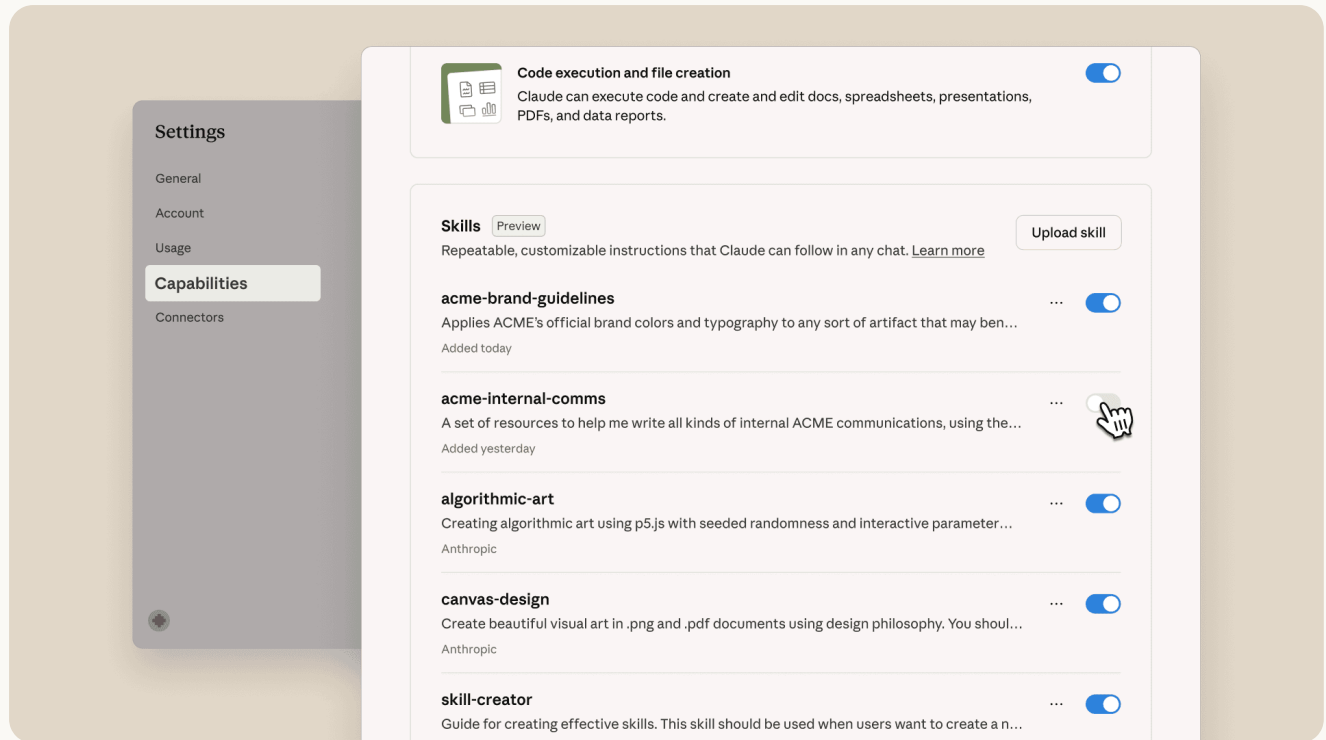 Settings
General
Account
Usage
Capabilities
Connectors
Code execution and file creation
Claude can execute code and create and edit docs, spreadsheets, presentations,
PDFs, and data reports.
Skills Preview
Upload skill
Repeatable, customizable instructions that Claude can follow in any chat. Learn more
acme-brand-guidelines
Applies ACME’s official brand colors and typography to any sort of artifact that may ben…
Added today
acme-internal-comms
A set of resources to help me write all kinds of internal ACME communications, using the…
Added yesterday
algorithmic-art
Creating algorithmic art using p5.js with seeded randomness and interactive parameter…
Anthropic
canvas-design
Create beautiful visual art in .png and .pdf documents using design philosophy. You shoul…
Anthropic
skill-creator
Guide for creating effective skills. This skill should be used when users want to create a n…